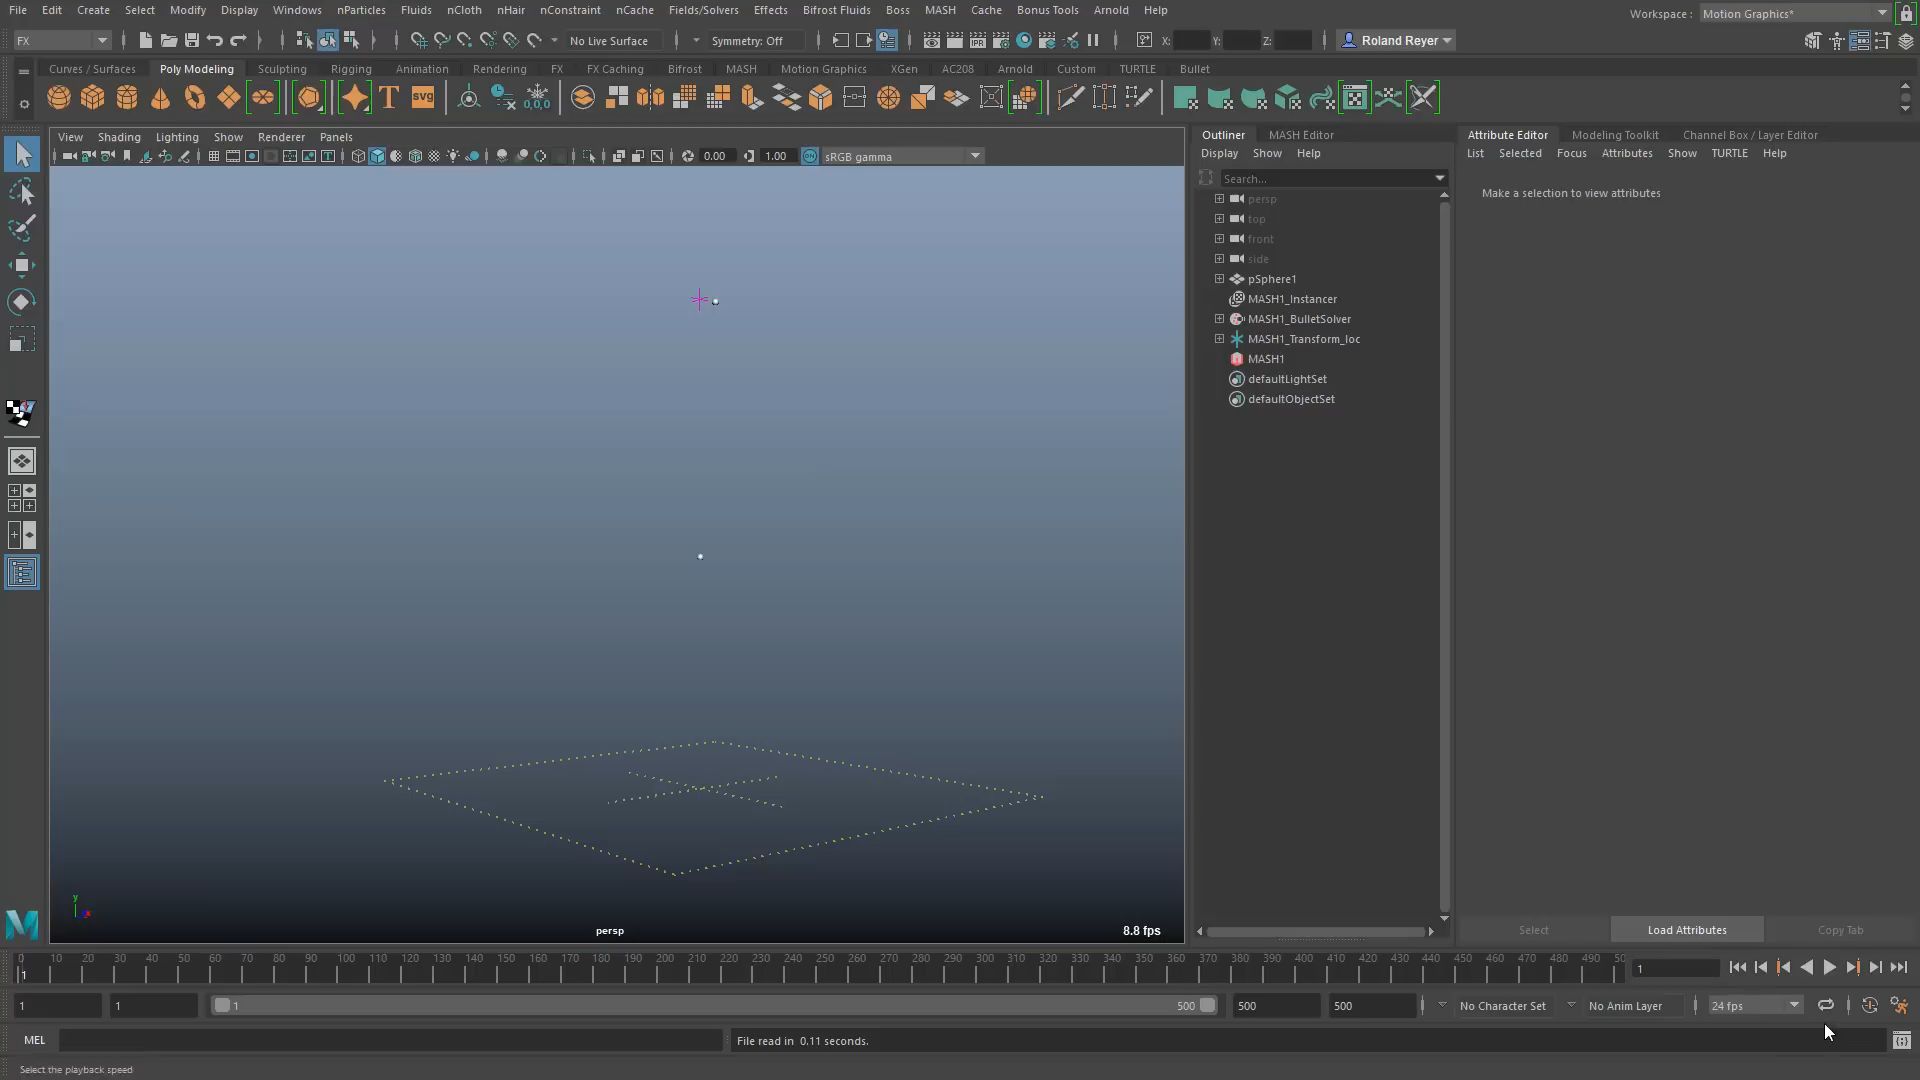 File Edit Create Select Modify Display Windows nParticles Fluids nCloth nHair nConstraint nCache Fields/Solvers Effects Bifrost Fluids Boss MASH Cache Bonus Tools Arnold Help Workspace : Motion Graphics*
FX No Live Surface Symmetry: Off X: Y: Z: Roland Reyer
Curves / Surfaces Poly Modeling Sculpting Rigging Animation Rendering FX FX Caching Bifrost MASH Motion Graphics XGen AC208 Arnold Custom TURTLE Bullet
T svg 0,0,0
View Shading Lighting Show Renderer Panels
0.00 1.00 ON sRGB gamma
persp 8.8 fps
y x
Outliner MASH Editor
Display Show Help
Search...
persp
top
front
side
pSphere1
MASH1_Instancer
MASH1_BulletSolver
MASH1_Transform_loc
MASH1
defaultLightSet
defaultObjectSet
Attribute Editor Modeling Toolkit Channel Box / Layer Editor
List Selected Focus Attributes Show TURTLE Help
Make a selection to view attributes
Select Load Attributes Copy Tab
0 10 20 30 40 50 60 70 80 90 100 110 120 130 140 150 160 170 180 190 200 210 220 230 240 250 260 270 280 290 300 310 320 330 340 350 360 370 380 390 400 410 420 430 440 450 460 470 480 490 50
1 1
1 1 1 500 500 500 No Character Set No Anim Layer 24 fps
MEL File read in 0.11 seconds.
Select the playback speed